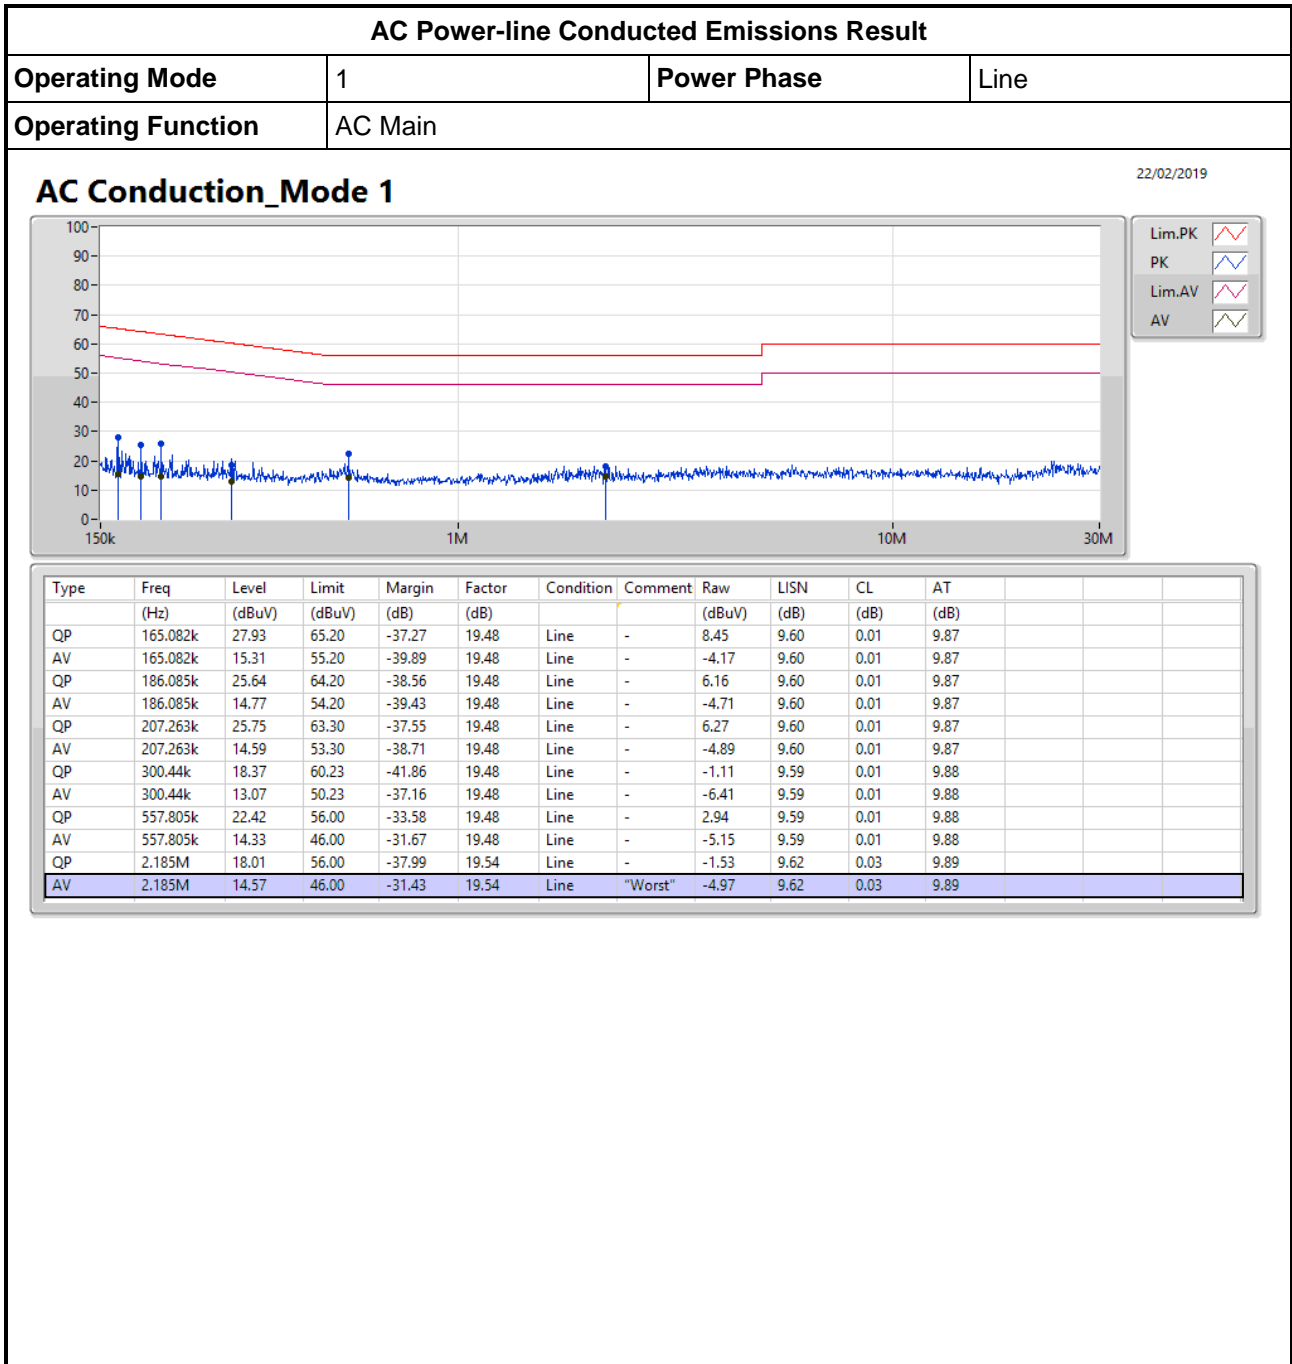 AC Power-line Conducted Emissions Result
Operating Mode 1 Power Phase Line
Operating Function AC Main
22/02/2019
AC Conduction_Mode 1
100
90
80
70
60
50
40
30
20
10
0
150k 1M 10M 30M
Lim.PK
PK
Lim.AV
AV
Type Freq Level Limit Margin Factor Condition Comment Raw LISN CL AT
(Hz) (dBuV) (dBuV) (dB) (dB) (dBuV) (dB) (dB) (dB)
QP 165.082k 27.93 65.20 -37.27 19.48 Line - 8.45 9.60 0.01 9.87
AV 165.082k 15.31 55.20 -39.89 19.48 Line - -4.17 9.60 0.01 9.87
QP 186.085k 25.64 64.20 -38.56 19.48 Line - 6.16 9.60 0.01 9.87
AV 186.085k 14.77 54.20 -39.43 19.48 Line - -4.71 9.60 0.01 9.87
QP 207.263k 25.75 63.30 -37.55 19.48 Line - 6.27 9.60 0.01 9.87
AV 207.263k 14.59 53.30 -38.71 19.48 Line - -4.89 9.60 0.01 9.87
QP 300.44k 18.37 60.23 -41.86 19.48 Line - -1.11 9.59 0.01 9.88
AV 300.44k 13.07 50.23 -37.16 19.48 Line - -6.41 9.59 0.01 9.88
QP 557.805k 22.42 56.00 -33.58 19.48 Line - 2.94 9.59 0.01 9.88
AV 557.805k 14.33 46.00 -31.67 19.48 Line - -5.15 9.59 0.01 9.88
QP 2.185M 18.01 56.00 -37.99 19.54 Line - -1.53 9.62 0.03 9.89
AV 2.185M 14.57 46.00 -31.43 19.54 Line "Worst" -4.97 9.62 0.03 9.89